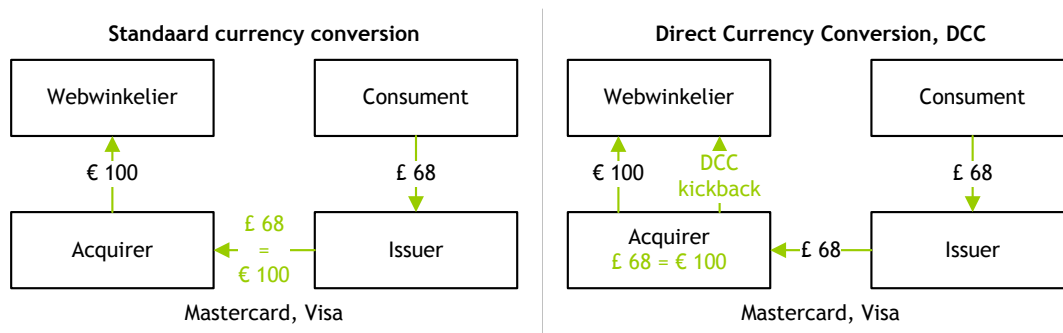 Standaard currency conversion
Webwinkelier
Consument
€ 100
£ 68
Acquirer
£ 68
=
€ 100
Issuer
Mastercard, Visa
Direct Currency Conversion, DCC
Webwinkelier
Consument
€ 100
DCC
kickback
£ 68
Acquirer
£ 68 = € 100
£ 68
Issuer
Mastercard, Visa